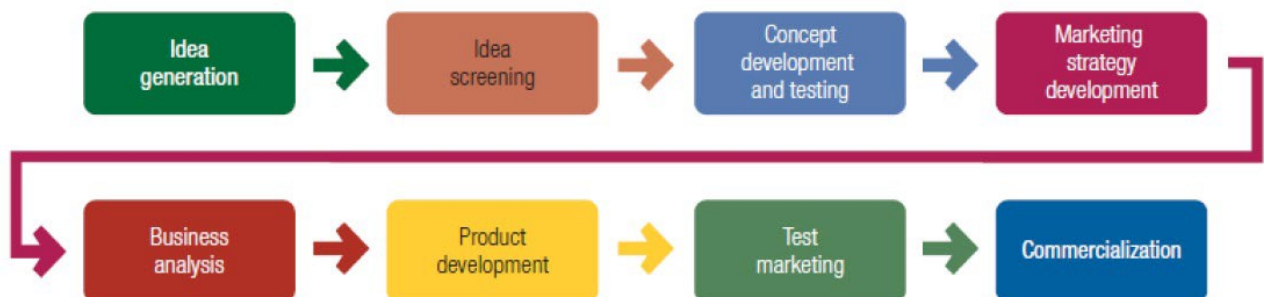 Idea
generation
Idea
screening
Concept
development
and testing
Marketing
strategy
development
Business
analysis
Product
development
Test
marketing
Commercialization